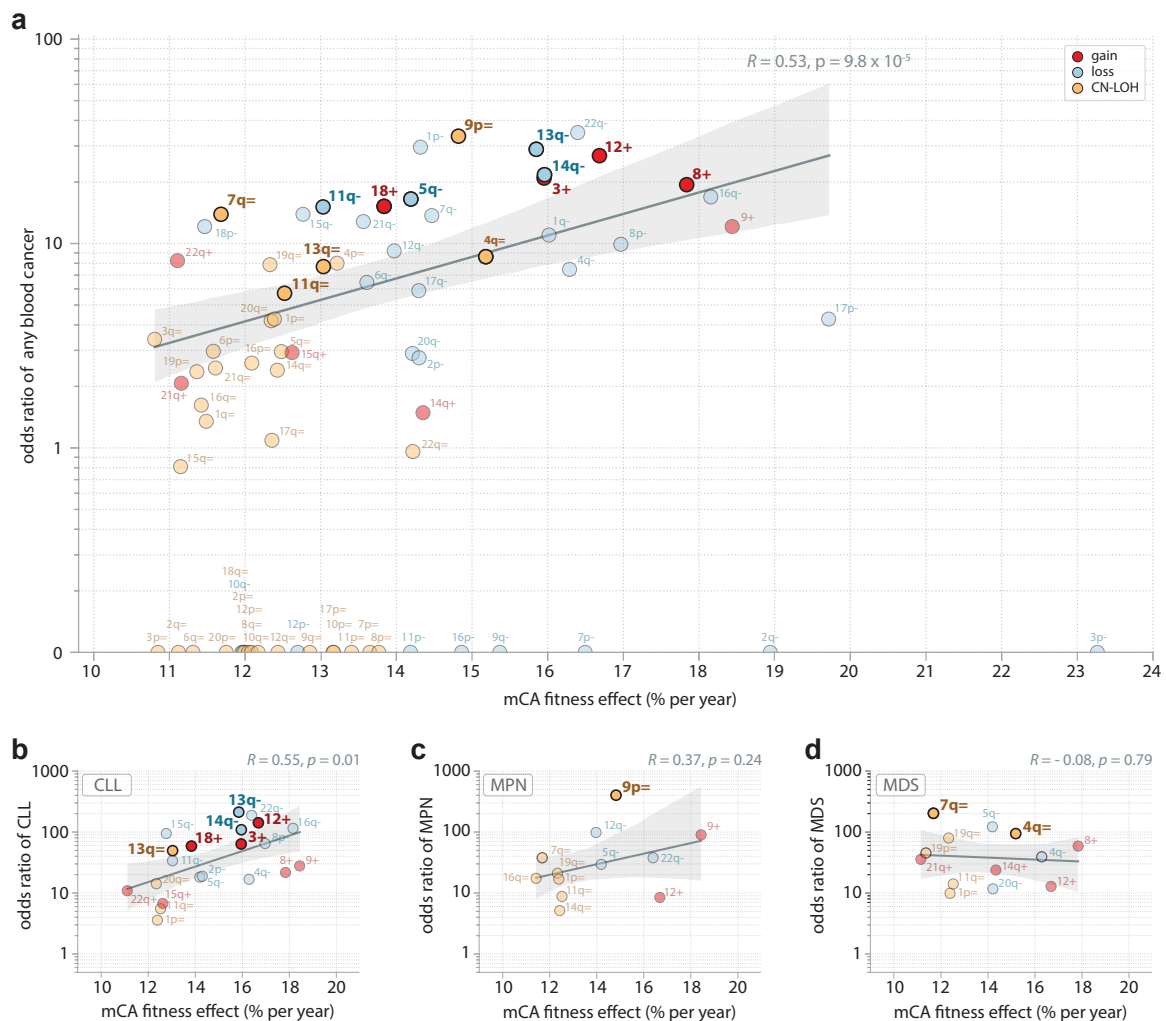 a
100
10
1
0
odds ratio of any blood cancer
R = 0.53, p = 9.8 x 10-5
gain
loss
CN-LOH
22q-
9p=
1p-
13q-
12+
14q-
3+
8+
16q-
9+
7q=
18p-
11q-
18+
5q-
7q-
15q-
21q-
1q-
8p-
22q+
19q=
13q=
4p=
12q-
4q=
4q-
11q=
6q-
17q-
17p-
20q=
1p=
3q=
6p=
16p=
5q=
15q+
20q-
2p-
19p=
21q=
14q=
21q+
16q=
1q=
14q+
17q=
22q=
15q=
18q=
10q-
2p=
12p=
17p=
2q=
8q=
12p-
10p=
7p=
3p=
6q=
20p=
10q=
12q=
9q=
11p=
8p=
11p-
16p-
9q-
7p-
2q-
3p-
10 11 12 13 14 15 16 17 18 19 20 21 22 23 24
mCA fitness effect (% per year)
b
R = 0.55, p = 0.01
CLL
1000
100
10
1
odds ratio of CLL
13q-
22q-
14q-
12+
16q-
15q-
18+
3+
8p-
13q=
11q-
2p-
5q-
4q-
8+
9+
20q=
22q+
15q+
11q=
1p=
10 12 14 16 18 20
mCA fitness effect (% per year)
c
R = 0.37, p = 0.24
MPN
1000
100
10
1
odds ratio of MPN
9p=
12q-
9+
7q=
19q=
5q-
22q-
16q=
1p=
11q=
12+
14q=
10 12 14 16 18 20
mCA fitness effect (% per year)
d
R = - 0.08, p = 0.79
MDS
1000
100
10
1
odds ratio of MDS
7q=
5q-
4q=
19q=
8+
19p=
4q-
21q+
14q+
11q=
20q-
12+
1p=
10 12 14 16 18 20
mCA fitness effect (% per year)